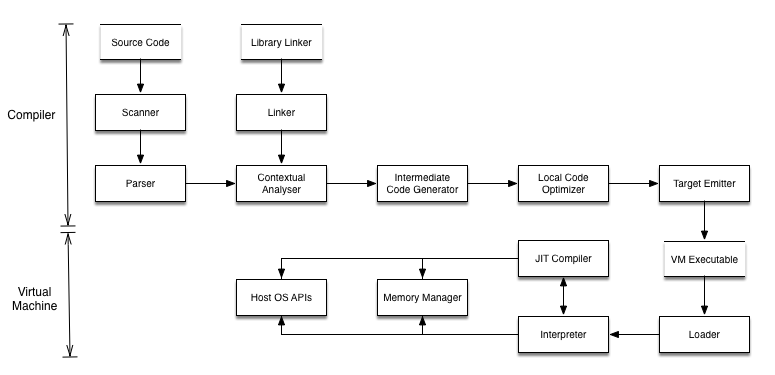 Source Code
Library Linker
Compiler
Scanner
Linker
Parser
Contextual
Analyser
Intermediate
Code Generator
Local Code
Optimizer
Target Emitter
JIT Compiler
VM Executable
Virtual
Machine
Host OS APIs
Memory Manager
Interpreter
Loader